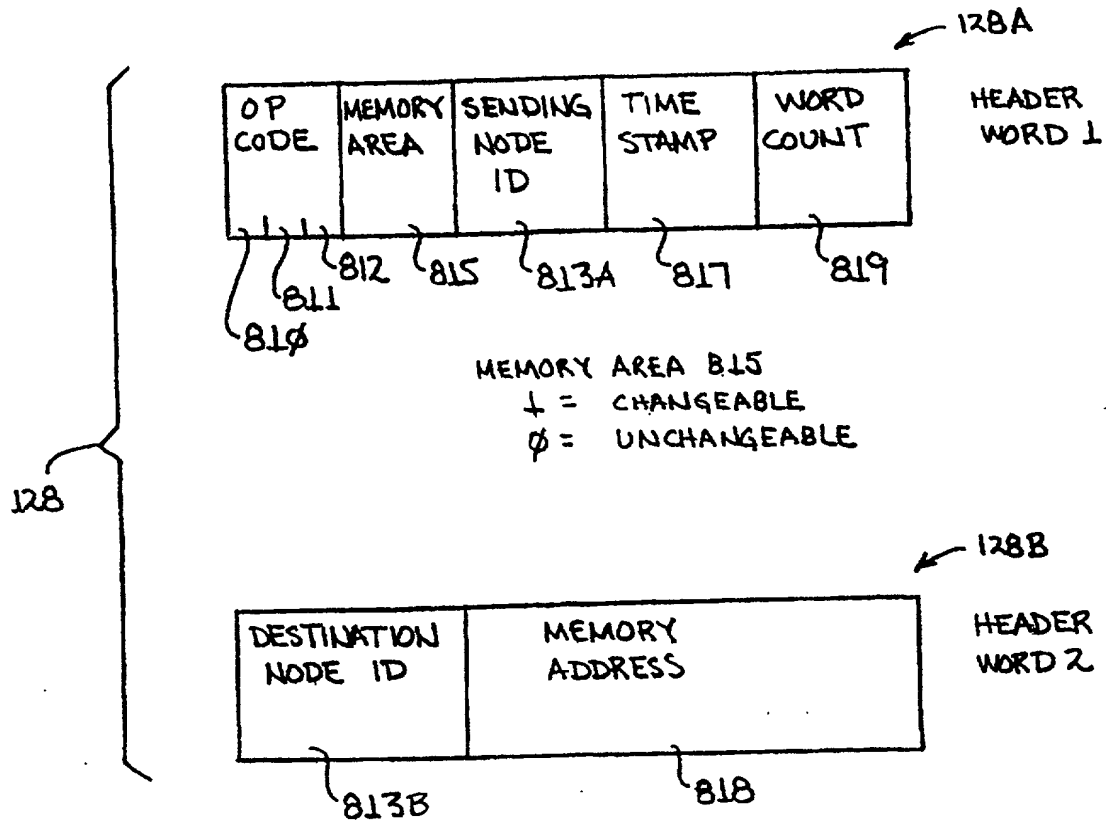 128A
OP CODE
MEMORY AREA
SENDING NODE ID
TIME STAMP
WORD COUNT
HEADER WORD 1
810
811
812
815
813A
817
819
MEMORY AREA 815
1 = CHANGEABLE
0 = UNCHANGEABLE
128
128B
DESTINATION NODE ID
MEMORY ADDRESS
HEADER WORD 2
813B
818